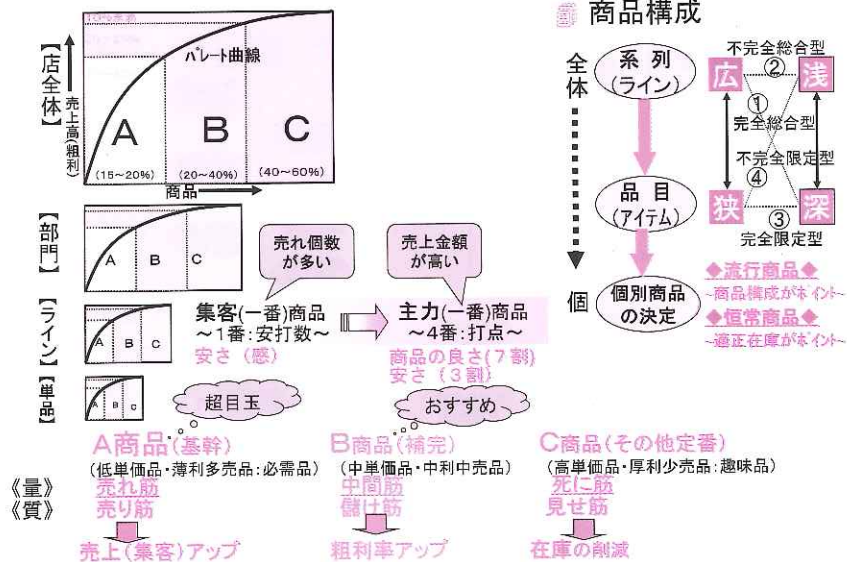 商品構成
【店全体】
売上高(粗利)
パレート曲線
A
B
C
(15～20%)
(20～40%)
(40～60%)
商品
【部門】
A
B
C
【ライン】
A
B
C
【単品】
A
B
C
売れ個数
が多い
売上金額
が高い
集客(一番)商品
～1番:安打数～
安さ（感）
主力(一番)商品
～4番:打点～
商品の良さ(7割)
安さ（3割）
超目玉
おすすめ
全体
個
系列
(ライン)
品目
(アイテム)
個別商品
の決定
不完全総合型
②
広
浅
①
完全総合型
不完全限定型
④
狭
深
③
完全限定型
◆流行商品◆
~商品構成がポイント~
◆恒常商品◆
~適正在庫がポイント~
A商品(基幹)
(低単価品・薄利多売品:必需品)
B商品(補完)
(中単価品・中利中売品)
C商品(その他定番)
(高単価品・厚利少売品:趣味品)
《量》
売れ筋
中間筋
死に筋
《質》
売り筋
儲け筋
見せ筋
売上(集客)アップ
粗利率アップ
在庫の削減